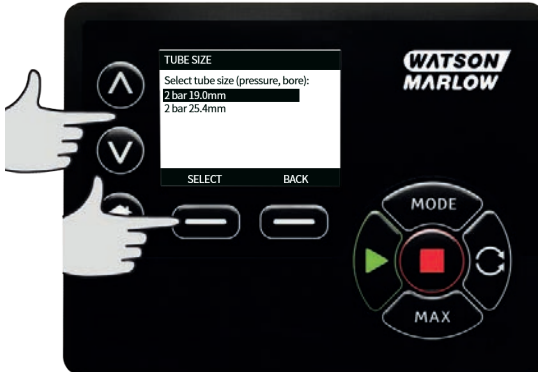 TUBE SIZE
Select tube size (pressure, bore):
2 bar 19.0mm
2 bar 25.4mm
SELECT BACK
WATSON
MARLOW
MODE
MAX